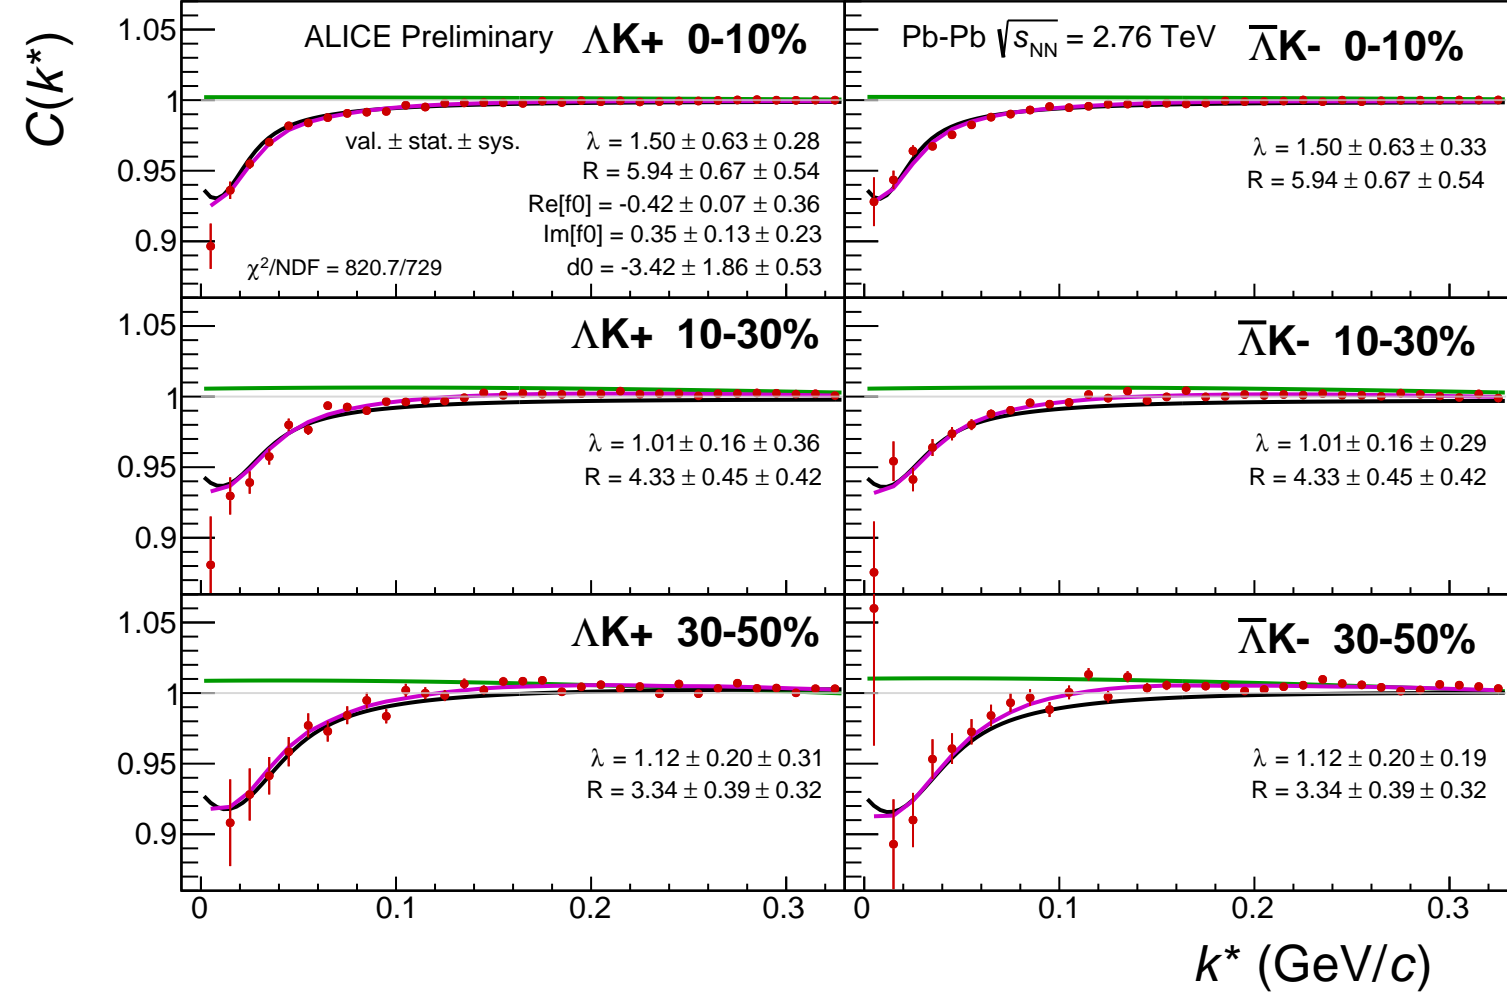 C(k*)
ALICE Preliminary ΛK+ 0-10%
1.05
1
0.95
0.9
val. ± stat. ± sys.
λ = 1.50 ± 0.63 ± 0.28
R = 5.94 ± 0.67 ± 0.54
Re[f0] = -0.42 ± 0.07 ± 0.36
Im[f0] = 0.35 ± 0.13 ± 0.23
d0 = -3.42 ± 1.86 ± 0.53
χ²/NDF = 820.7/729
Pb-Pb √sNN = 2.76 TeV Λ̅K- 0-10%
λ = 1.50 ± 0.63 ± 0.33
R = 5.94 ± 0.67 ± 0.54
ΛK+ 10-30%
1.05
1
0.95
0.9
λ = 1.01 ± 0.16 ± 0.36
R = 4.33 ± 0.45 ± 0.42
Λ̅K- 10-30%
λ = 1.01 ± 0.16 ± 0.29
R = 4.33 ± 0.45 ± 0.42
ΛK+ 30-50%
1.05
1
0.95
0.9
λ = 1.12 ± 0.20 ± 0.31
R = 3.34 ± 0.39 ± 0.32
Λ̅K- 30-50%
λ = 1.12 ± 0.20 ± 0.19
R = 3.34 ± 0.39 ± 0.32
0 0.1 0.2 0.3
0 0.1 0.2 0.3
k* (GeV/c)